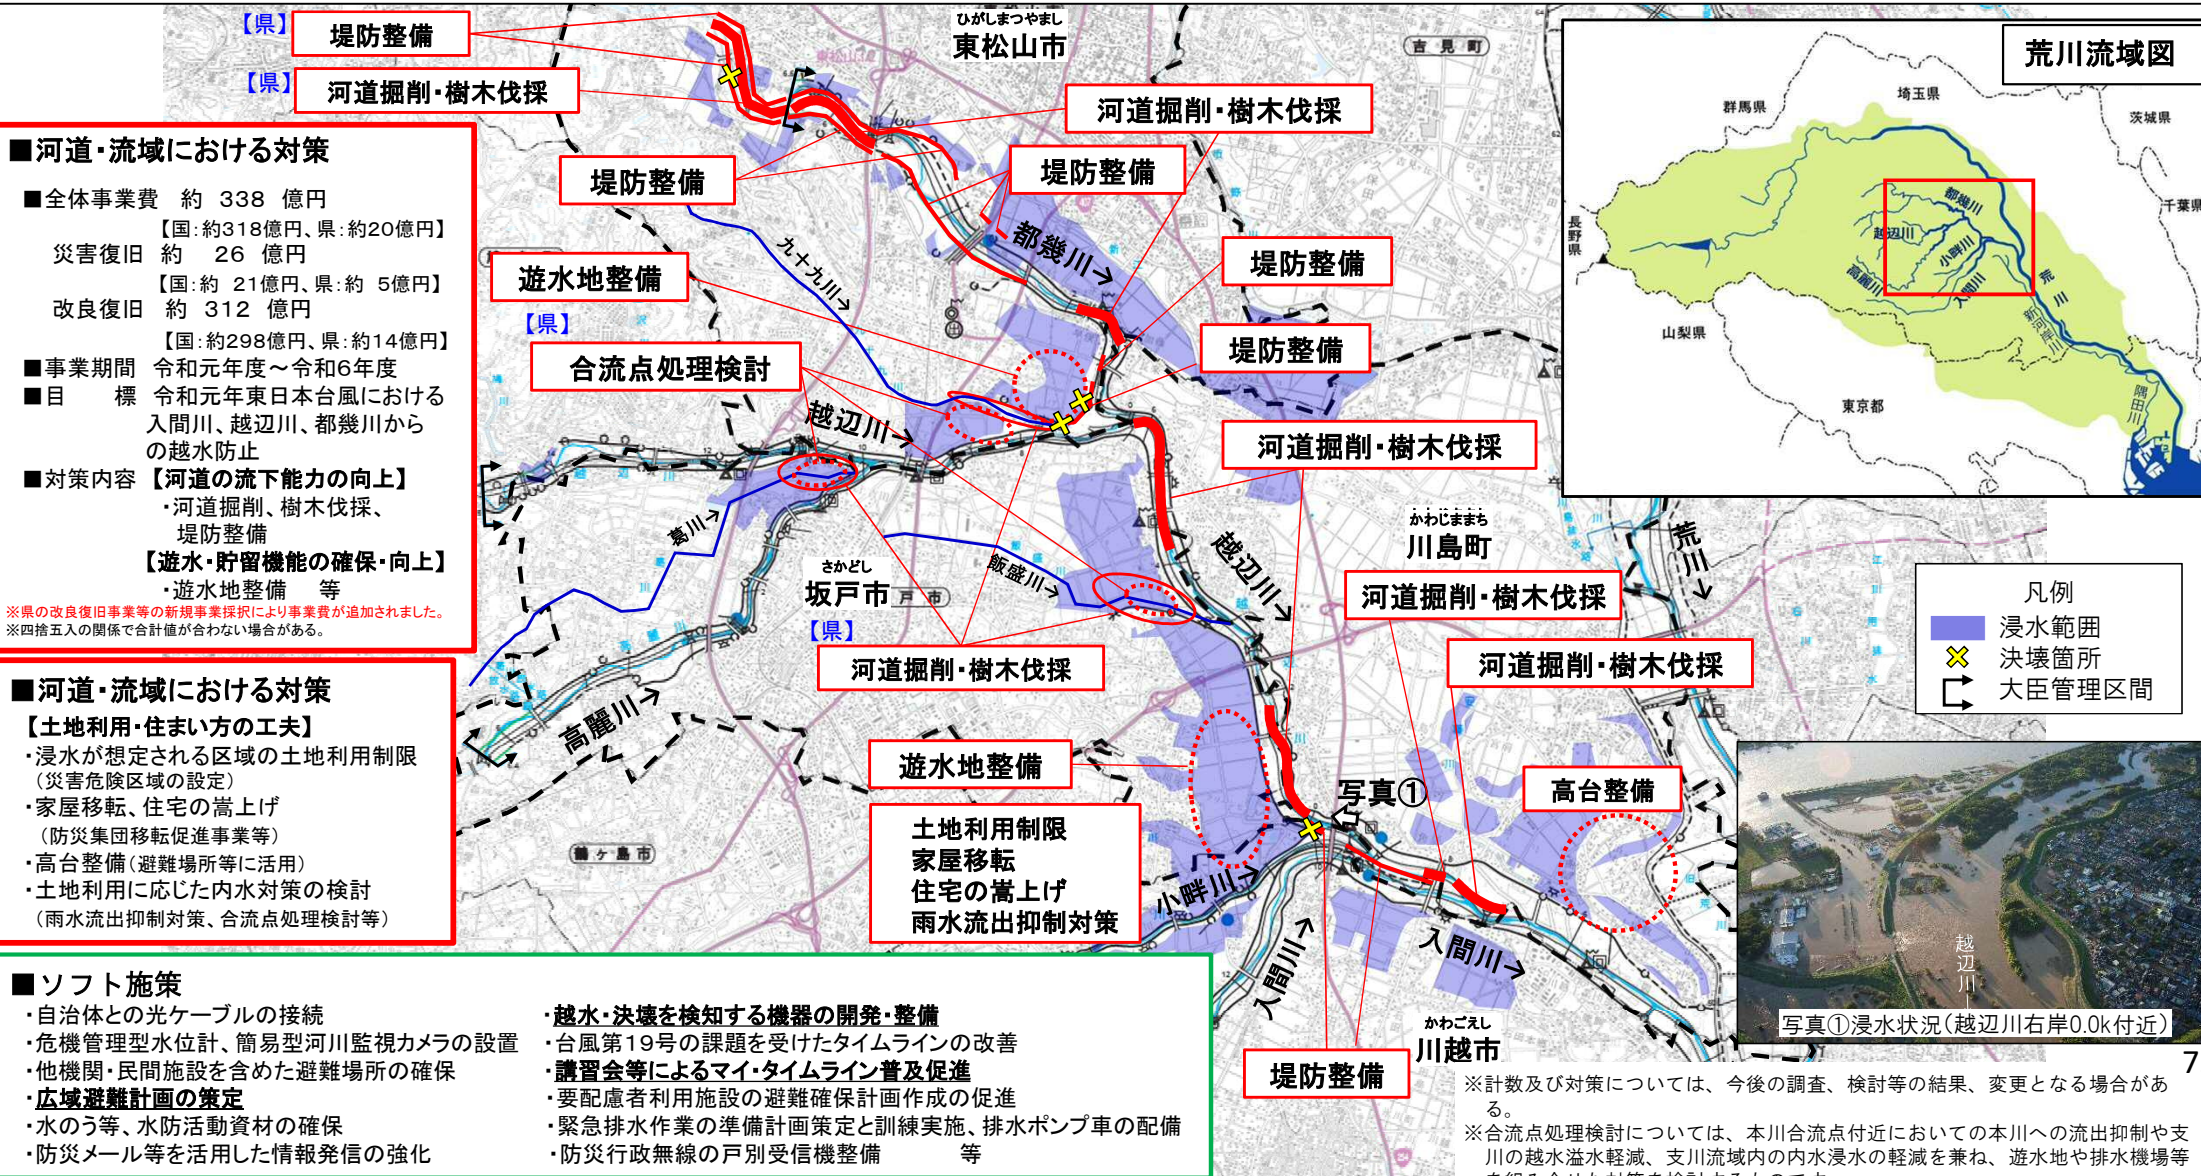 【県】
堤防整備
【県】
河道掘削・樹木伐採
ひがしまつやまし
東松山市
吉見町
河道掘削・樹木伐採
堤防整備
堤防整備
都幾川→
九十九川→
遊水地整備
【県】
合流点処理検討
堤防整備
堤防整備
越辺川→
河道掘削・樹木伐採
葛川→
さかどし
坂戸市
戸市
【県】
飯盛川→
越辺川→
かわじままち
川島町
荒川→
河道掘削・樹木伐採
河道掘削・樹木伐採
河道掘削・樹木伐採
高麗川→
鶴ヶ島市
遊水地整備
写真①
高台整備
土地利用制限
家屋移転
住宅の嵩上げ
雨水流出抑制対策
小畔川→
入間川→
入間川→
かわごえし
川越市
堤防整備
■河道・流域における対策
■全体事業費 約 338 億円
【国：約318億円、県：約20億円】
災害復旧 約 26 億円
【国：約 21億円、県：約 5億円】
改良復旧 約 312 億円
【国：約298億円、県：約14億円】
■事業期間 令和元年度～令和6年度
■目 標 令和元年東日本台風における
入間川、越辺川、都幾川から
の越水防止
■対策内容 【河道の流下能力の向上】
・河道掘削、樹木伐採、
堤防整備
【遊水・貯留機能の確保・向上】
・遊水地整備 等
※県の改良復旧事業等の新規事業採択により事業費が追加されました。
※四捨五入の関係で合計値が合わない場合がある。
■河道・流域における対策
【土地利用・住まい方の工夫】
・浸水が想定される区域の土地利用制限
（災害危険区域の設定）
・家屋移転、住宅の嵩上げ
（防災集団移転促進事業等）
・高台整備（避難場所等に活用）
・土地利用に応じた内水対策の検討
（雨水流出抑制対策、合流点処理検討等）
■ソフト施策
・自治体との光ケーブルの接続
・危機管理型水位計、簡易型河川監視カメラの設置
・他機関・民間施設を含めた避難場所の確保
・広域避難計画の策定
・水のう等、水防活動資材の確保
・防災メール等を活用した情報発信の強化
・越水・決壊を検知する機器の開発・整備
・台風第19号の課題を受けたタイムラインの改善
・講習会等によるマイ・タイムライン普及促進
・要配慮者利用施設の避難確保計画作成の促進
・緊急排水作業の準備計画策定と訓練実施、排水ポンプ車の配備
・防災行政無線の戸別受信機整備 等
荒川流域図
群馬県
埼玉県
茨城県
千葉県
長野県
山梨県
東京都
都幾川
越辺川
小畔川
高麗川
入間川
荒川
新河岸川
隅田川
凡例
浸水範囲
決壊箇所
大臣管理区間
越辺川
写真①浸水状況（越辺川右岸0.0k付近）
7
※計数及び対策については、今後の調査、検討等の結果、変更となる場合があ
る。
※合流点処理検討については、本川合流点付近においての本川への流出抑制や支
川の越水溢水軽減、支川流域内の内水浸水の軽減を兼ね、遊水地や排水機場等